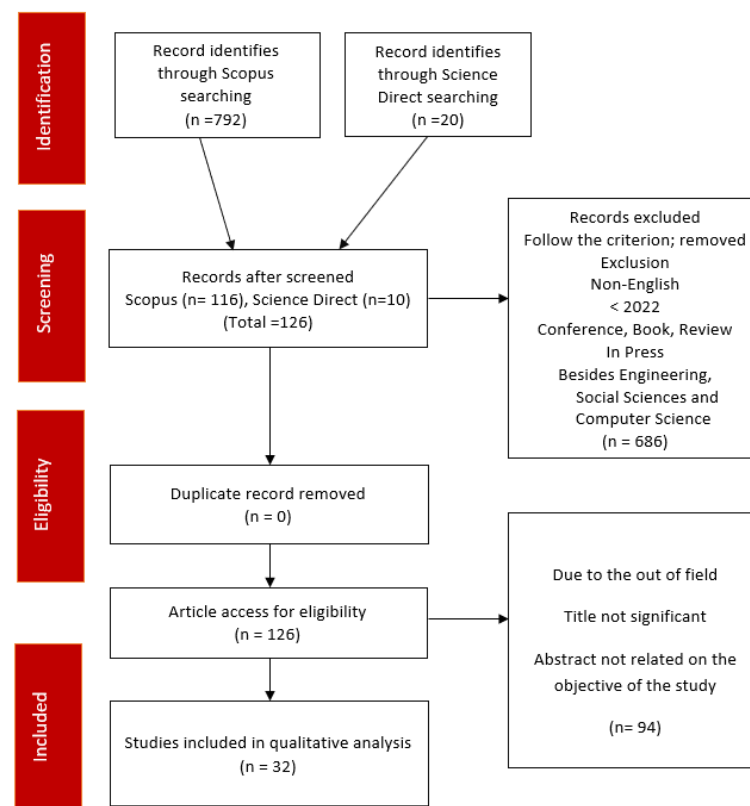 Identification
Record identifies
through Scopus
searching
(n =792)
Record identifies
through Science
Direct searching
(n =20)
Screening
Records after screened
Scopus (n= 116), Science Direct (n=10)
(Total =126)
Records excluded
Follow the criterion; removed
Exclusion
Non-English
< 2022
Conference, Book, Review
In Press
Besides Engineering,
Social Sciences and
Computer Science
(n = 686)
Eligibility
Duplicate record removed
(n = 0)
Article access for eligibility
(n = 126)
Due to the out of field
Title not significant
Abstract not related on the
objective of the study
(n= 94)
Included
Studies included in qualitative analysis
(n = 32)